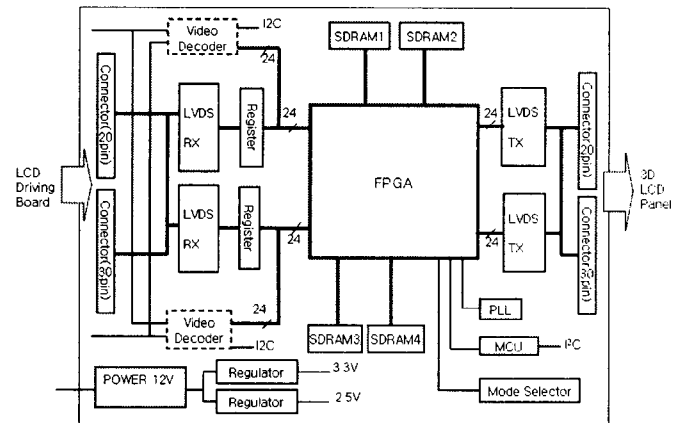 Video
Decoder
I2C
24
SDRAM1
SDRAM2
Connector(20pin)
LVDS
RX
Register
24
24
LVDS
TX
Connector(20pin)
LCD
Driving
Board
FPGA
3D
LCD
Panel
Connector(30pin)
LVDS
RX
Register
24
24
LVDS
TX
Connector(30pin)
24
Video
Decoder
I2C
SDRAM3
SDRAM4
PLL
MCU
I²C
Mode Selector
POWER 12V
Regulator
3.3V
Regulator
2.5V